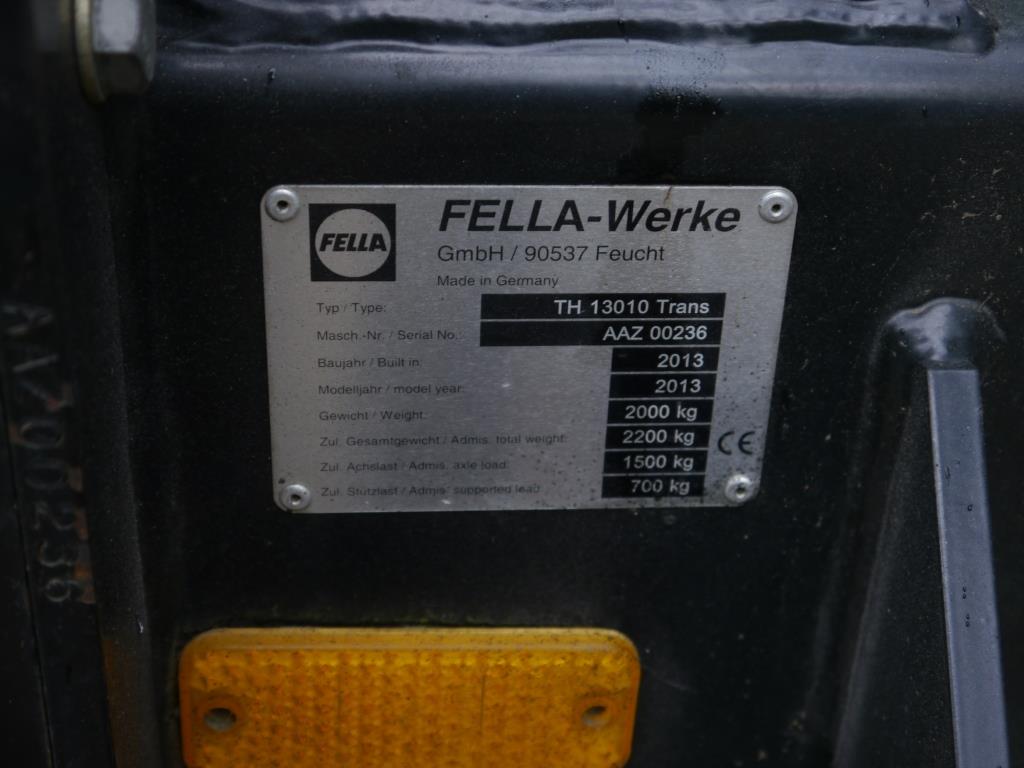 FELLA
FELLA-Werke
GmbH / 90537 Feucht
Made in Germany
Typ / Type: TH 13010 Trans
Masch.-Nr. / Serial No.: AAZ 00236
Baujahr / Built in: 2013
Modelljahr / model year: 2013
Gewicht / Weight: 2000 kg
Zul. Gesamtgewicht / Admis. total weight: 2200 kg
Zul. Achslast / Admis. axle load: 1500 kg
Zul. Stützlast / Admis. supported lead: 700 kg
CE
AAZ00236